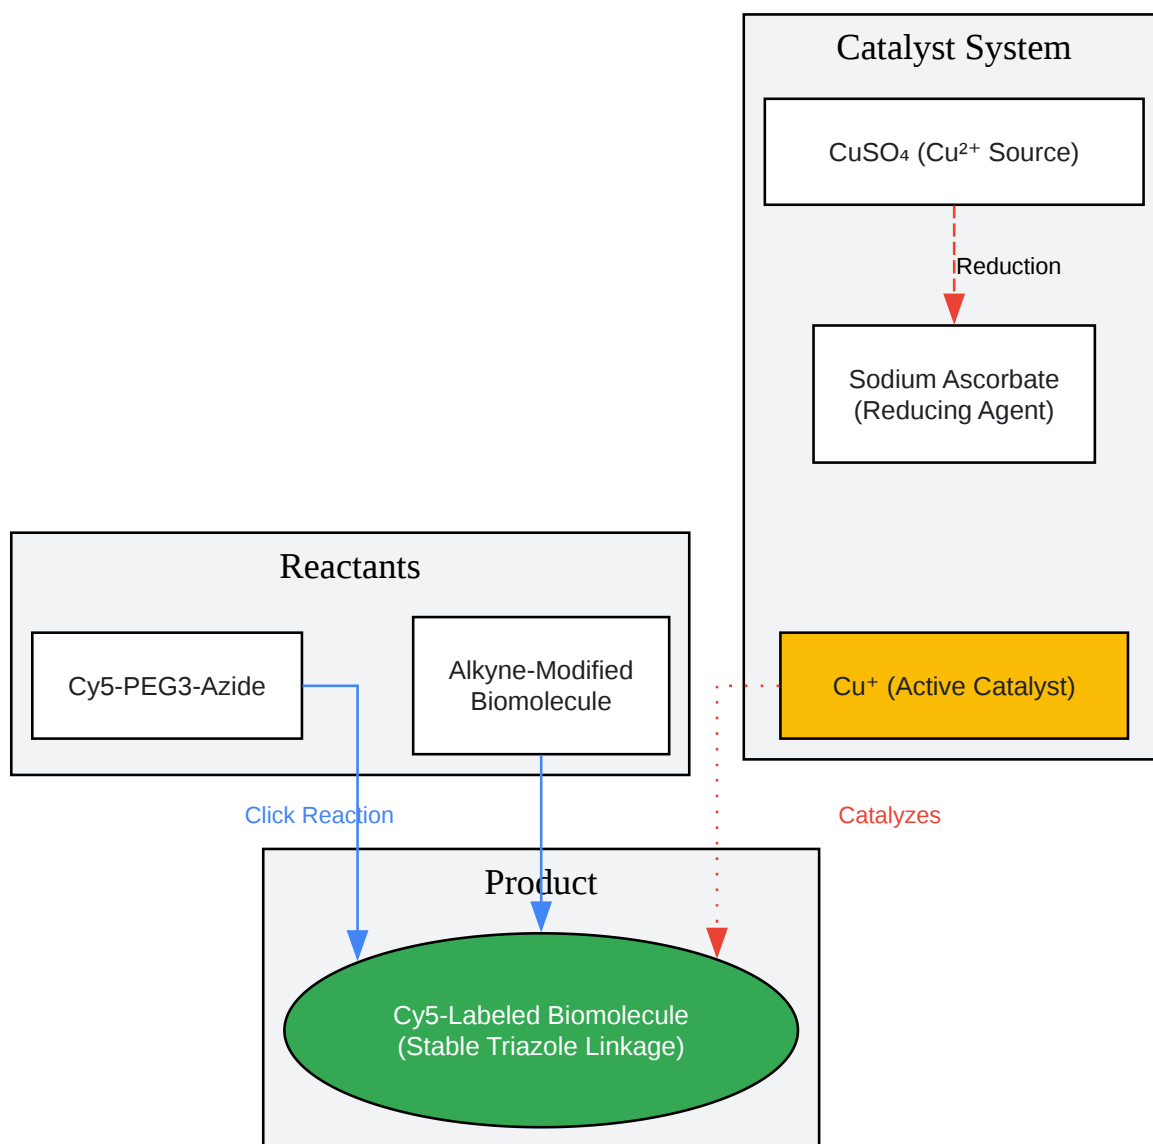 Catalyst System
CuSO₄ (Cu²⁺ Source)
Reduction
Sodium Ascorbate
(Reducing Agent)
Reactants
Cy5-PEG3-Azide
Alkyne-Modified
Biomolecule
Cu⁺ (Active Catalyst)
Click Reaction
Catalyzes
Product
Cy5-Labeled Biomolecule
(Stable Triazole Linkage)